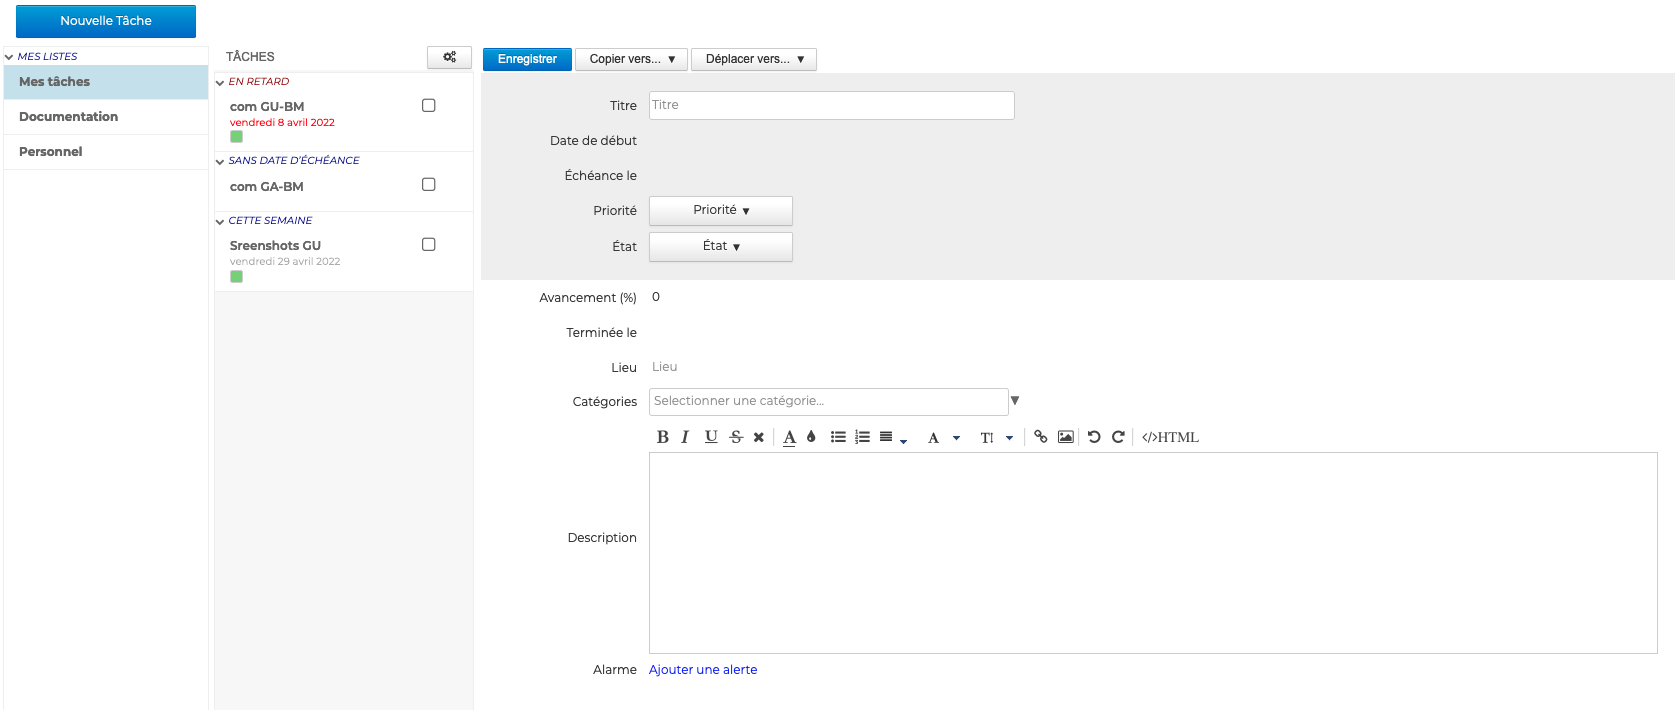 Nouvelle Tâche
MES LISTES
Mes tâches
Documentation
Personnel
TÂCHES
EN RETARD
com GU-BM
vendredi 8 avril 2022
SANS DATE D'ÉCHÉANCE
com GA-BM
CETTE SEMAINE
Sreenshots GU
vendredi 29 avril 2022
Enregistrer Copier vers... ▼ Déplacer vers... ▼
Titre Titre
Date de début
Échéance le
Priorité Priorité ▼
État État ▼
Avancement (%) 0
Terminée le
Lieu Lieu
Catégories Selectionner une catégorie... ▼
B I U S A A T </>HTML
Description
Alarme Ajouter une alerte